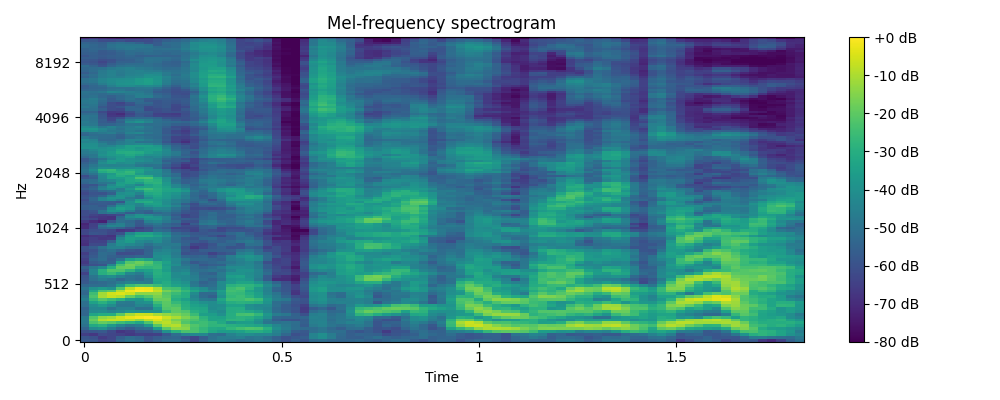 Mel-frequency spectrogram
Hz
8192
4096
2048
1024
512
0
0
0.5
1
1.5
Time
+0 dB
-10 dB
-20 dB
-30 dB
-40 dB
-50 dB
-60 dB
-70 dB
-80 dB